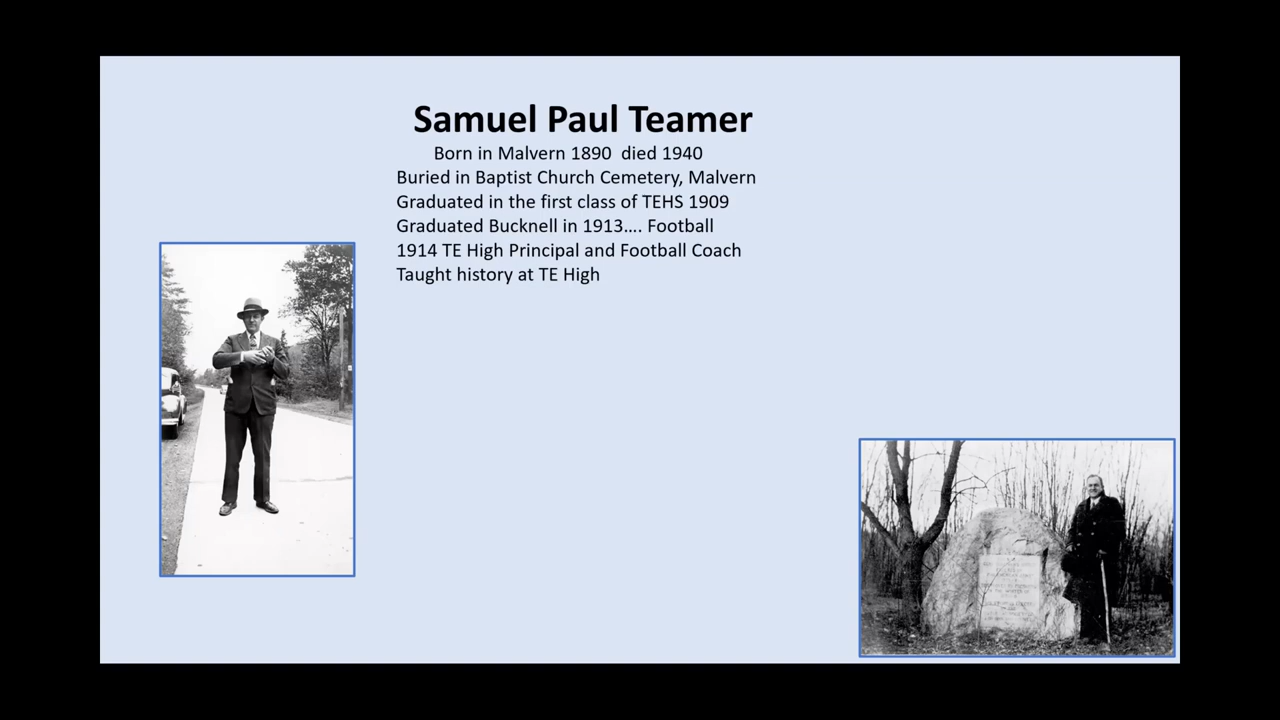 Samuel Paul Teamer
Born in Malvern 1890 died 1940
Buried in Baptist Church Cemetery, Malvern
Graduated in the first class of TEHS 1909
Graduated Bucknell in 1913.... Football
1914 TE High Principal and Football Coach
Taught history at TE High